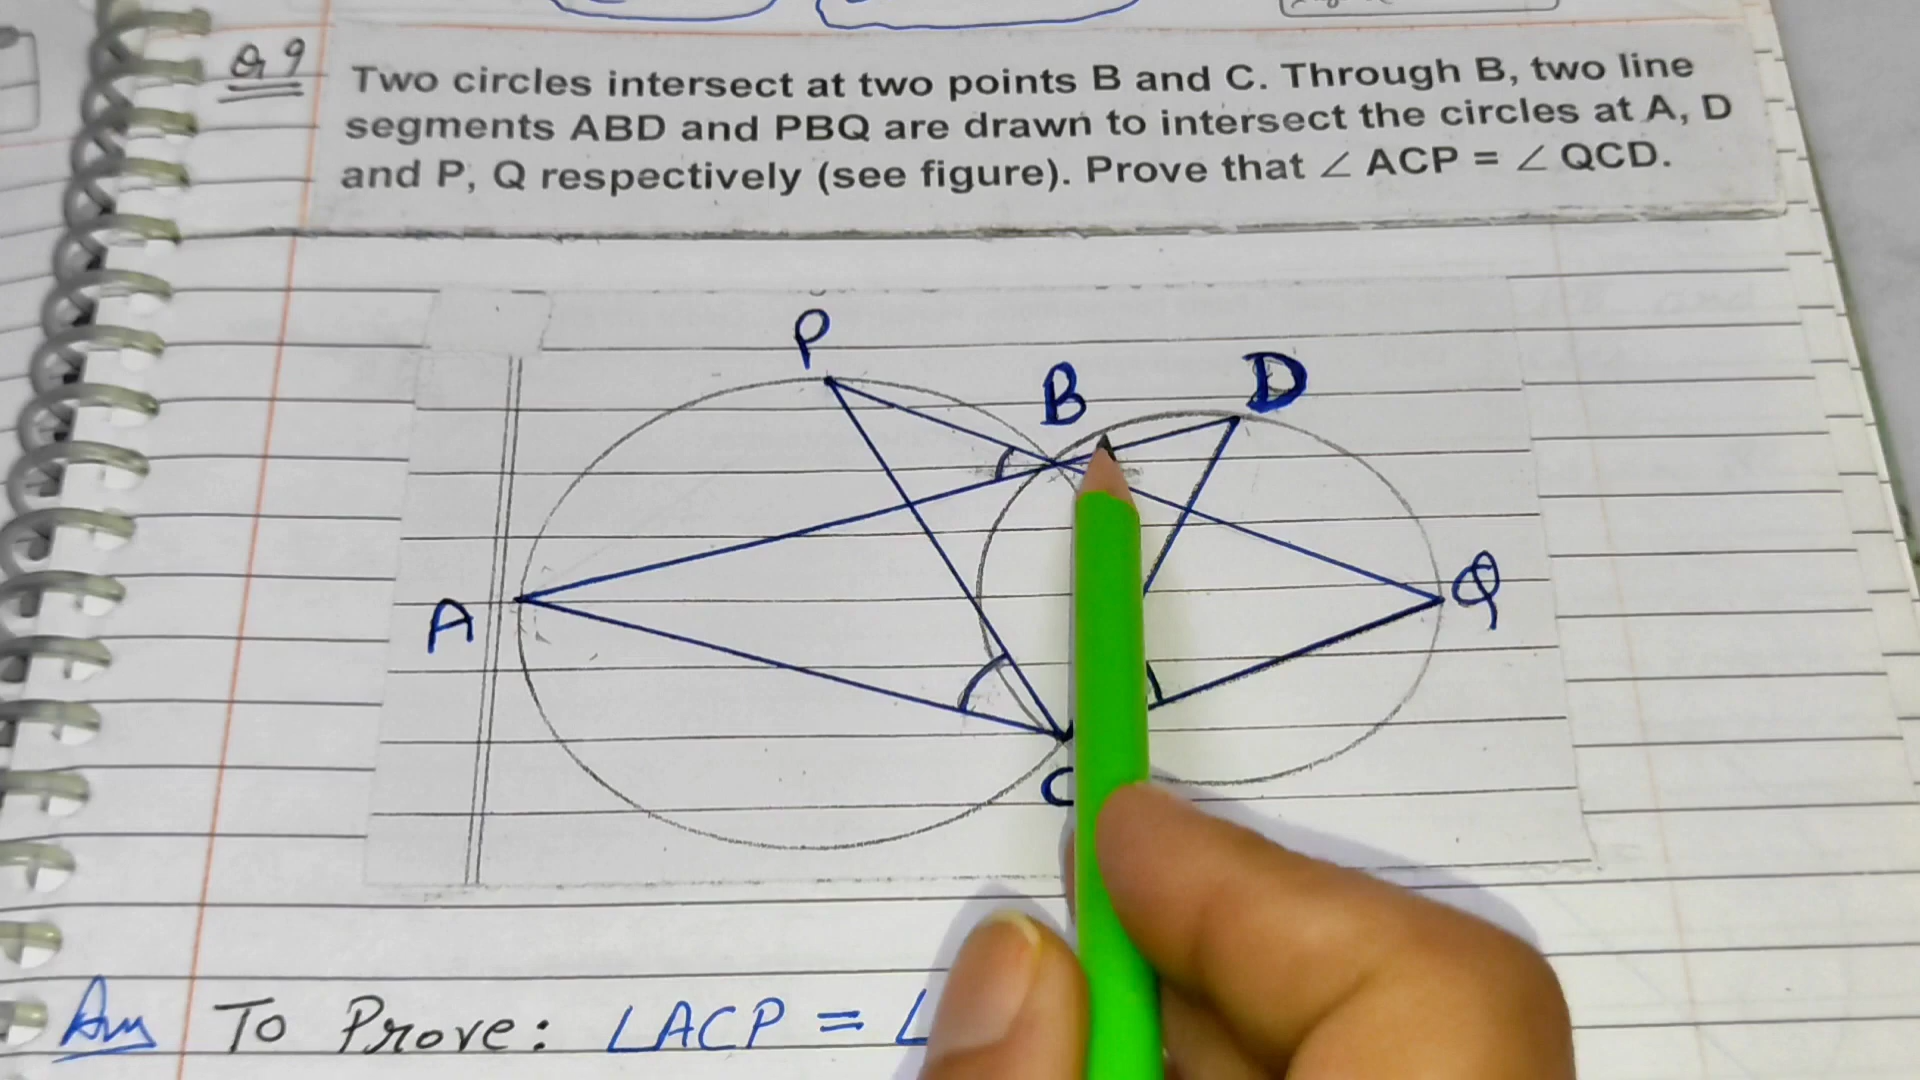 Q 9
Two circles intersect at two points B and C. Through B, two line
segments ABD and PBQ are drawn to intersect the circles at A, D
and P, Q respectively (see figure). Prove that ∠ ACP = ∠ QCD.
P
B
D
A
Q
C
Ans To Prove: ∠ACP = ∠